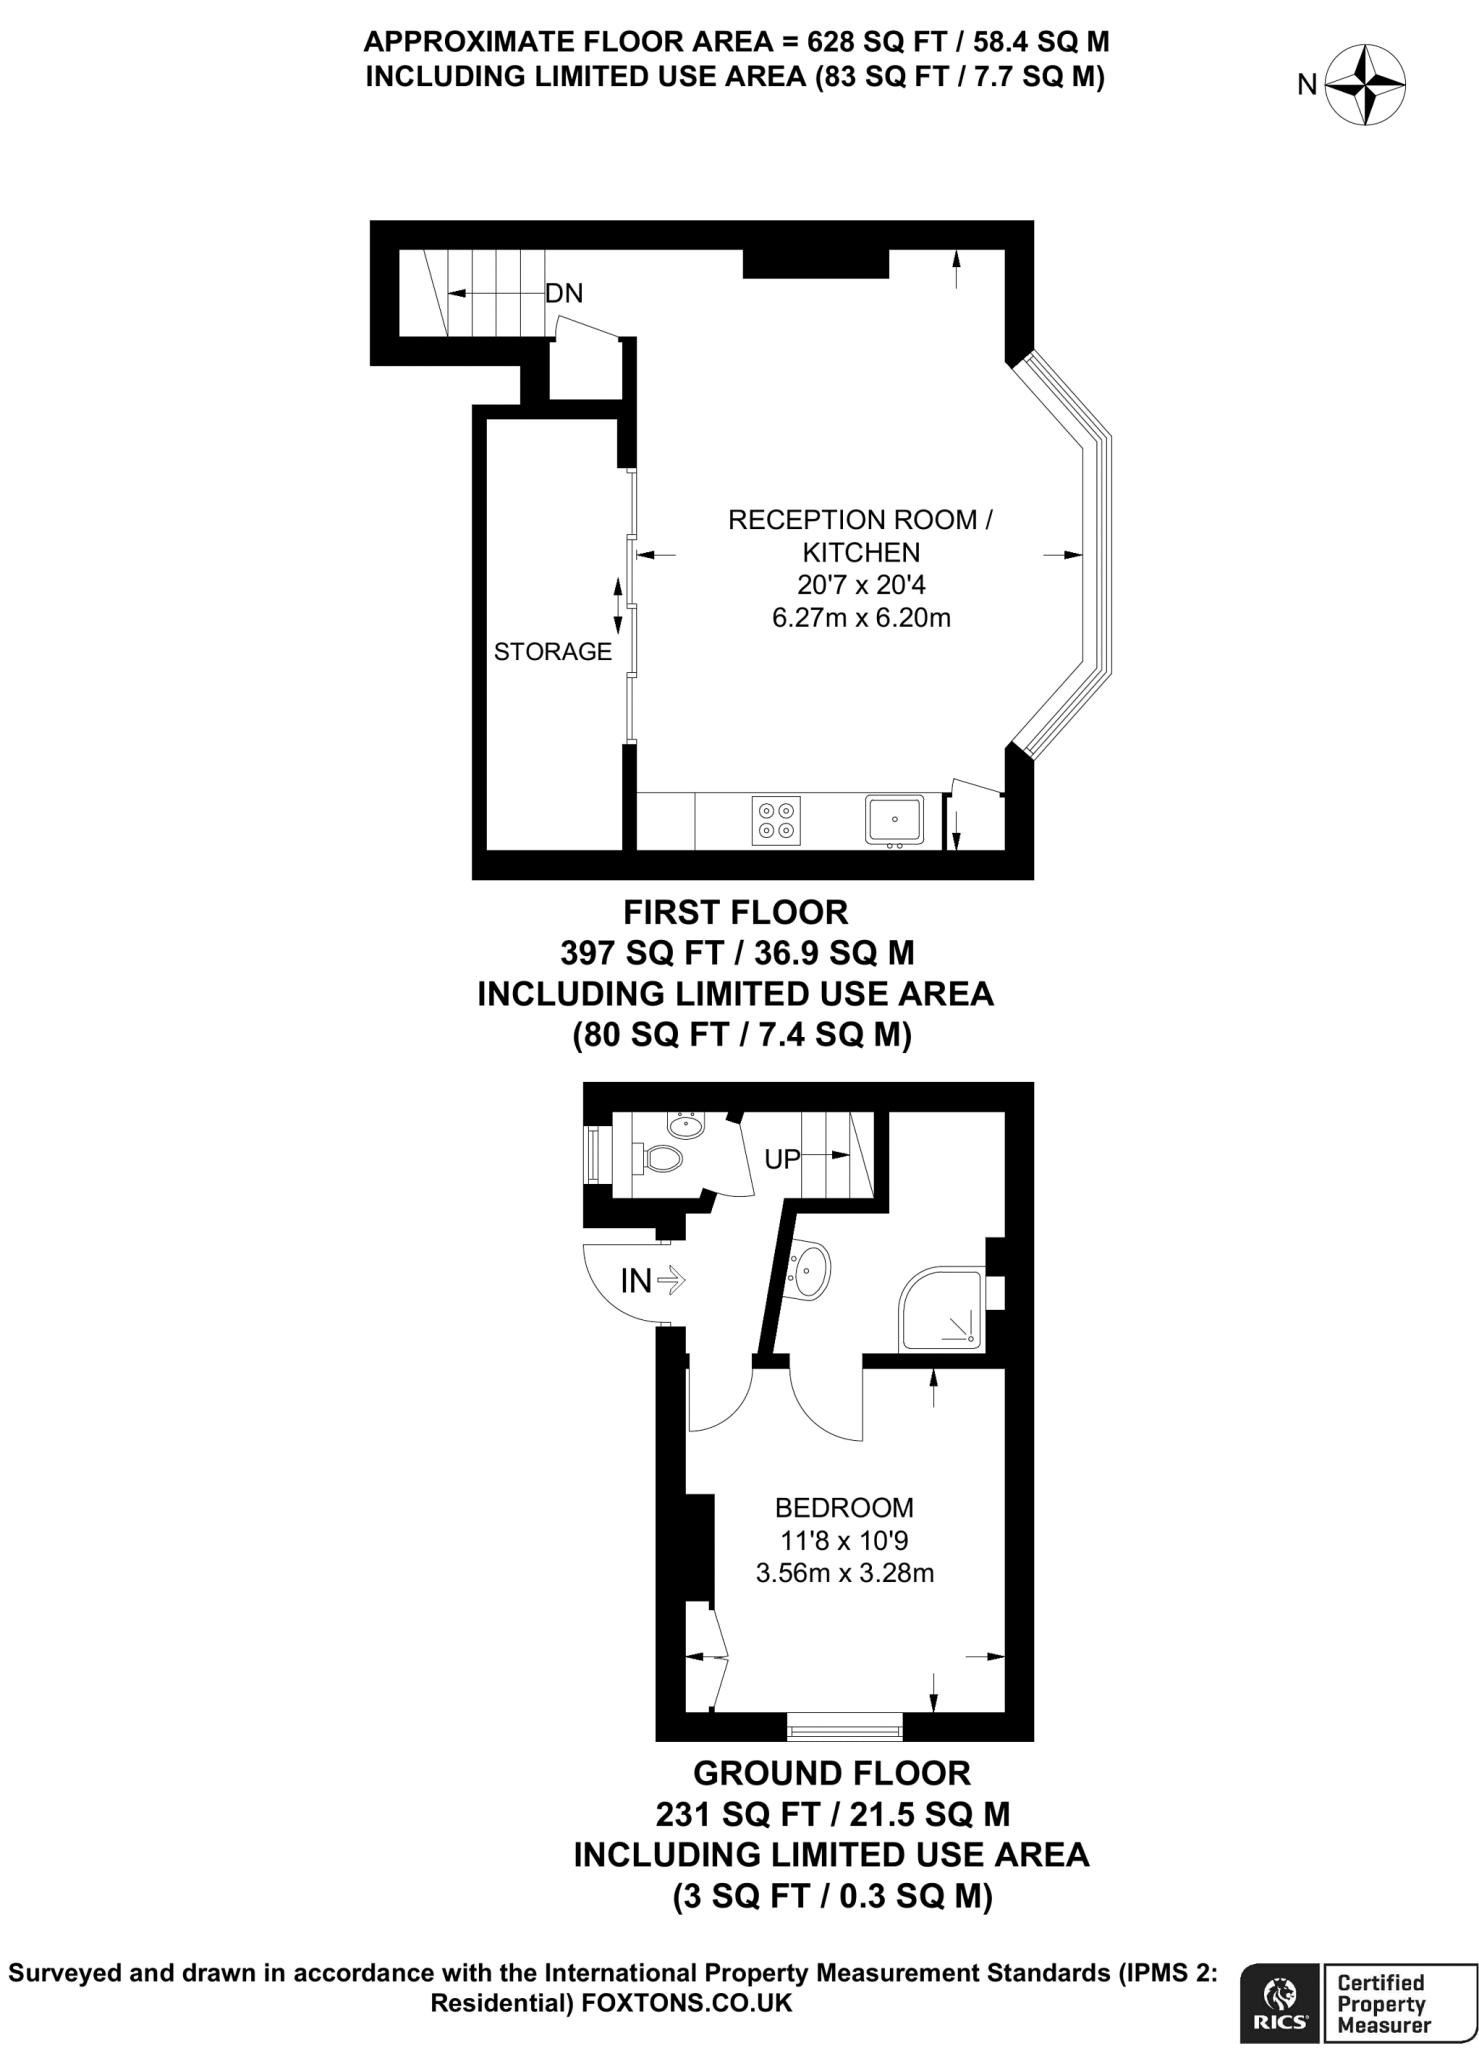 APPROXIMATE FLOOR AREA = 628 SQ FT / 58.4 SQ M
INCLUDING LIMITED USE AREA (83 SQ FT / 7.7 SQ M)
N
DN
RECEPTION ROOM /
KITCHEN
20'7 x 20'4
6.27m x 6.20m
STORAGE
FIRST FLOOR
397 SQ FT / 36.9 SQ M
INCLUDING LIMITED USE AREA
(80 SQ FT / 7.4 SQ M)
UP
IN
BEDROOM
11'8 x 10'9
3.56m x 3.28m
GROUND FLOOR
231 SQ FT / 21.5 SQ M
INCLUDING LIMITED USE AREA
(3 SQ FT / 0.3 SQ M)
Surveyed and drawn in accordance with the International Property Measurement Standards (IPMS 2:
Residential) FOXTONS.CO.UK
RICS
Certified
Property
Measurer